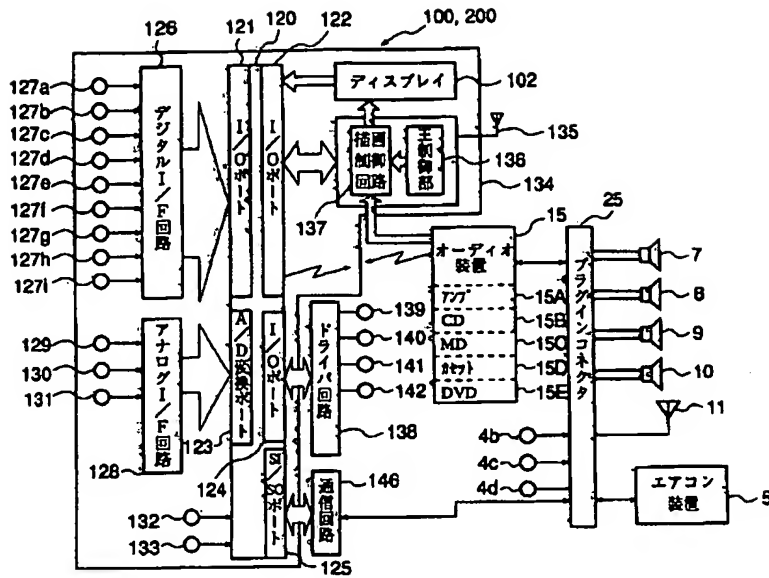 100, 200
126
121
120
122
127a
127b
127c
127d
127e
127f
127g
127h
127i
デジタルI/F回路
I/Oポート
I/Oポート
ディスプレイ
102
描画制御回路
主制御部
135
136
137
134
15
25
オーディオ装置
アンプ
15A
CD
15B
MD
15C
カセット
15D
DVD
15E
プラグインコネクタ
7
8
9
10
11
129
130
131
アナログI/F回路
128
A/D変換ポート
123
I/Oポート
124
ドライバ回路
138
139
140
141
142
4b
4c
4d
132
133
SI/SOポート
125
通信回路
146
エアコン装置
5